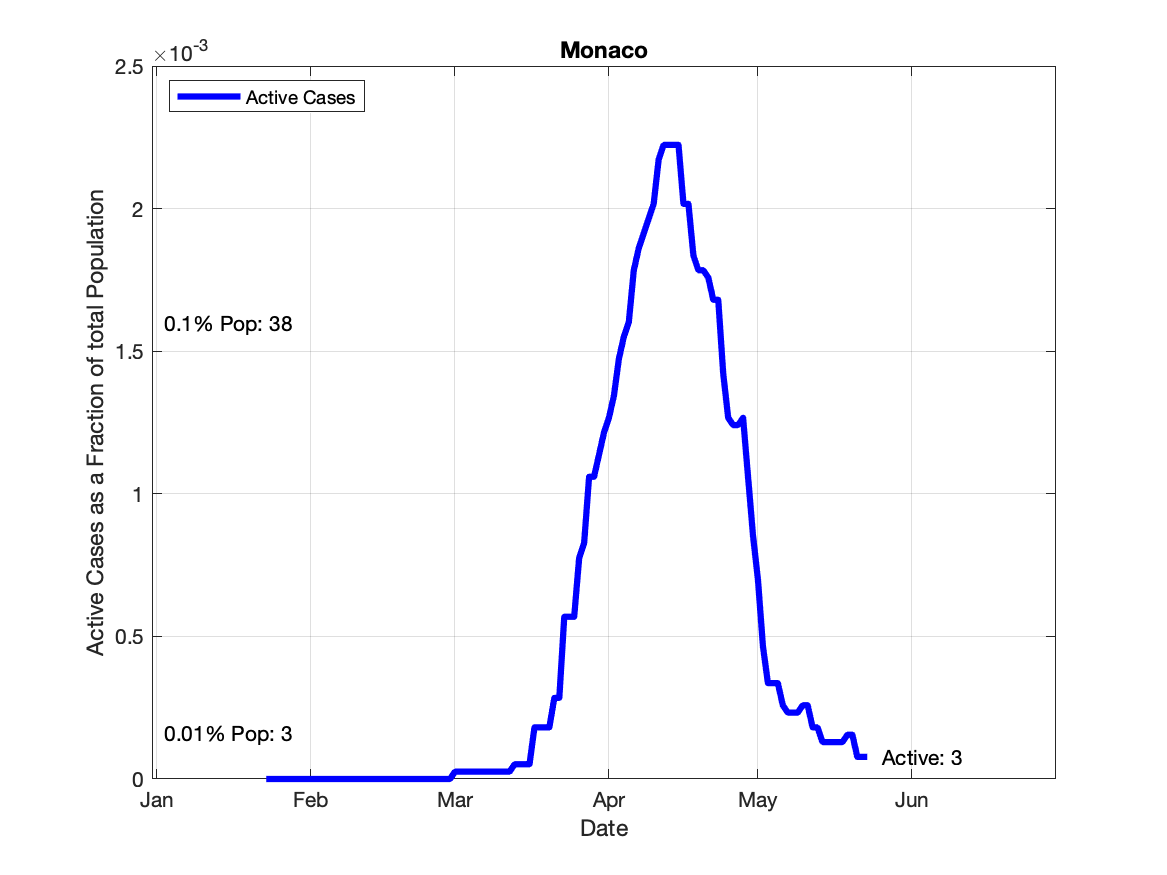 Monaco
×10-3
Active Cases
2.5
2
1.5
1
0.5
0
Active Cases as a Fraction of total Population
0.1% Pop: 38
0.01% Pop: 3
Active: 3
Jan Feb Mar Apr May Jun
Date